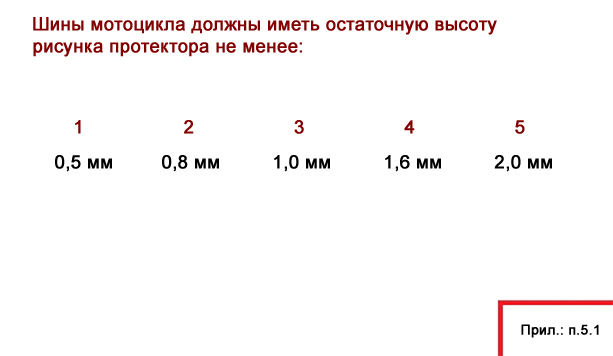 Шины мотоцикла должны иметь остаточную высоту
рисунка протектора не менее:
1 2 3 4 5
0,5 мм 0,8 мм 1,0 мм 1,6 мм 2,0 мм
Прил.: п.5.1